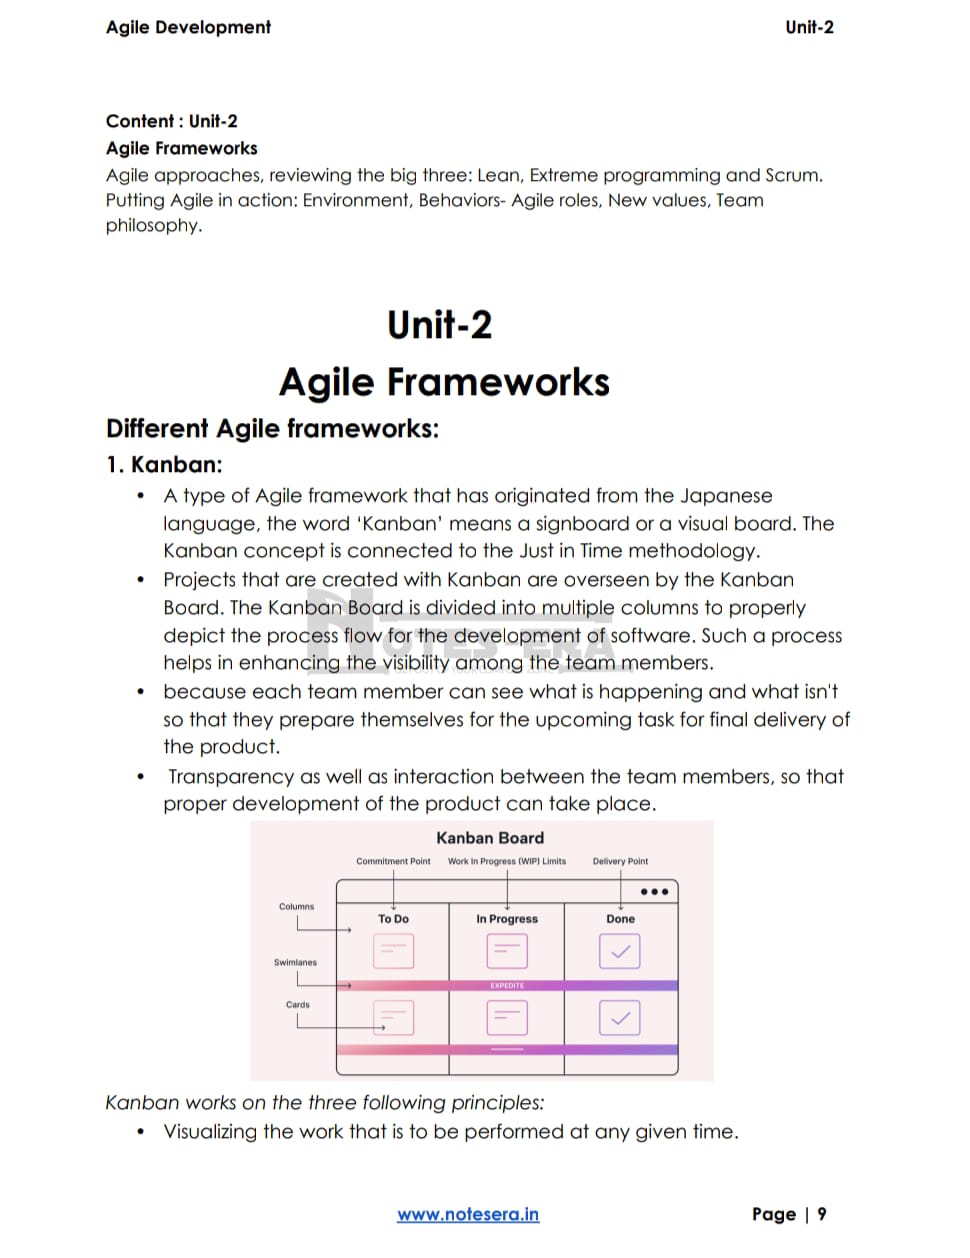 Agile Development Unit-2
Content : Unit-2
Agile Frameworks
Agile approaches, reviewing the big three: Lean, Extreme programming and Scrum.
Putting Agile in action: Environment, Behaviors- Agile roles, New values, Team
philosophy.
Unit-2
Agile Frameworks
Different Agile frameworks:
1. Kanban:
• A type of Agile framework that has originated from the Japanese
language, the word ‘Kanban’ means a signboard or a visual board. The
Kanban concept is connected to the Just in Time methodology.
• Projects that are created with Kanban are overseen by the Kanban
Board. The Kanban Board is divided into multiple columns to properly
depict the process flow for the development of software. Such a process
helps in enhancing the visibility among the team members.
NOTES-ERA
• because each team member can see what is happening and what isn't
so that they prepare themselves for the upcoming task for final delivery of
the product.
• Transparency as well as interaction between the team members, so that
proper development of the product can take place.
Kanban Board
Commitment Point Work In Progress (WIP) Limits Delivery Point
Columns
To Do In Progress Done
Swimlanes
EXPEDITE
Cards
Kanban works on the three following principles:
• Visualizing the work that is to be performed at any given time.
www.notesera.in Page | 9